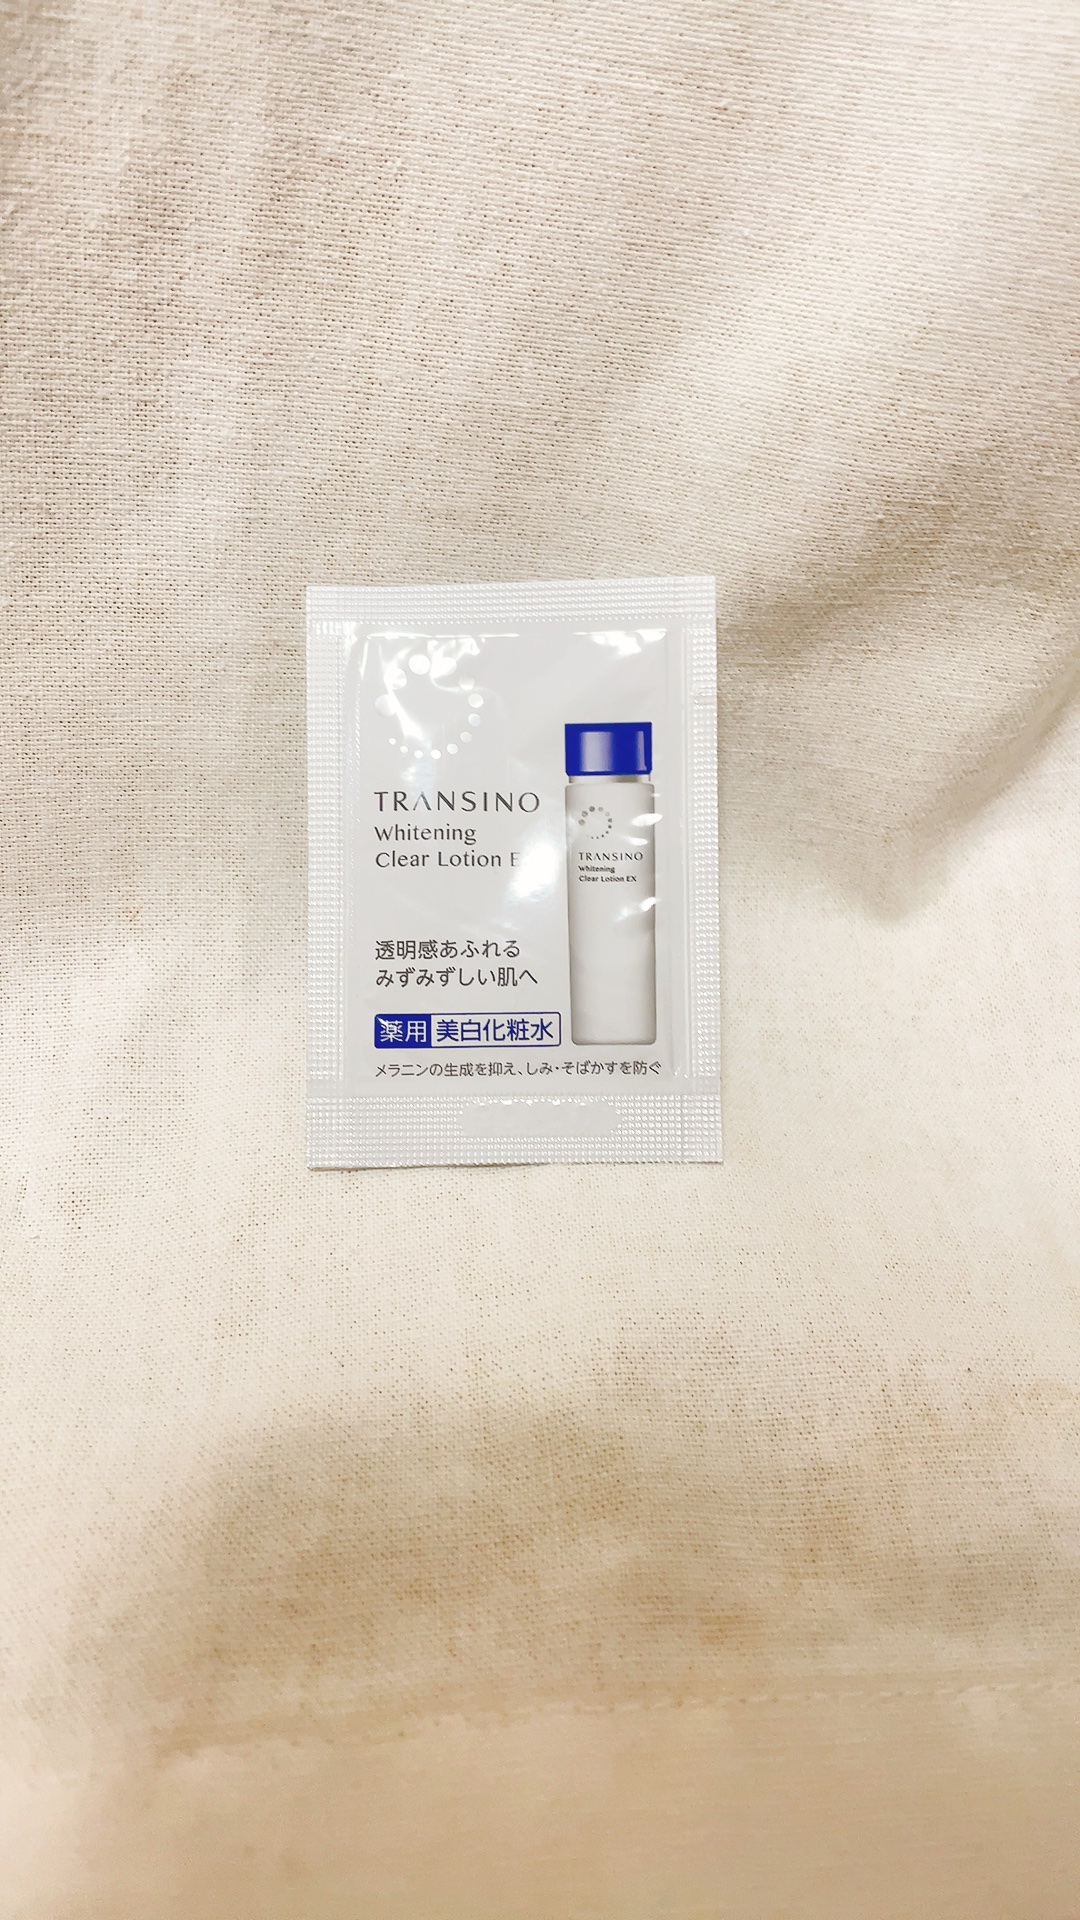 TRANSINO
Whitening
Clear Lotion E
透明感あふれる
みずみずしい肌へ
薬用 美白化粧水
メラニンの生成を抑え、しみ・そばかすを防ぐ
TRANSINO
Whitening
Clear Lotion EX